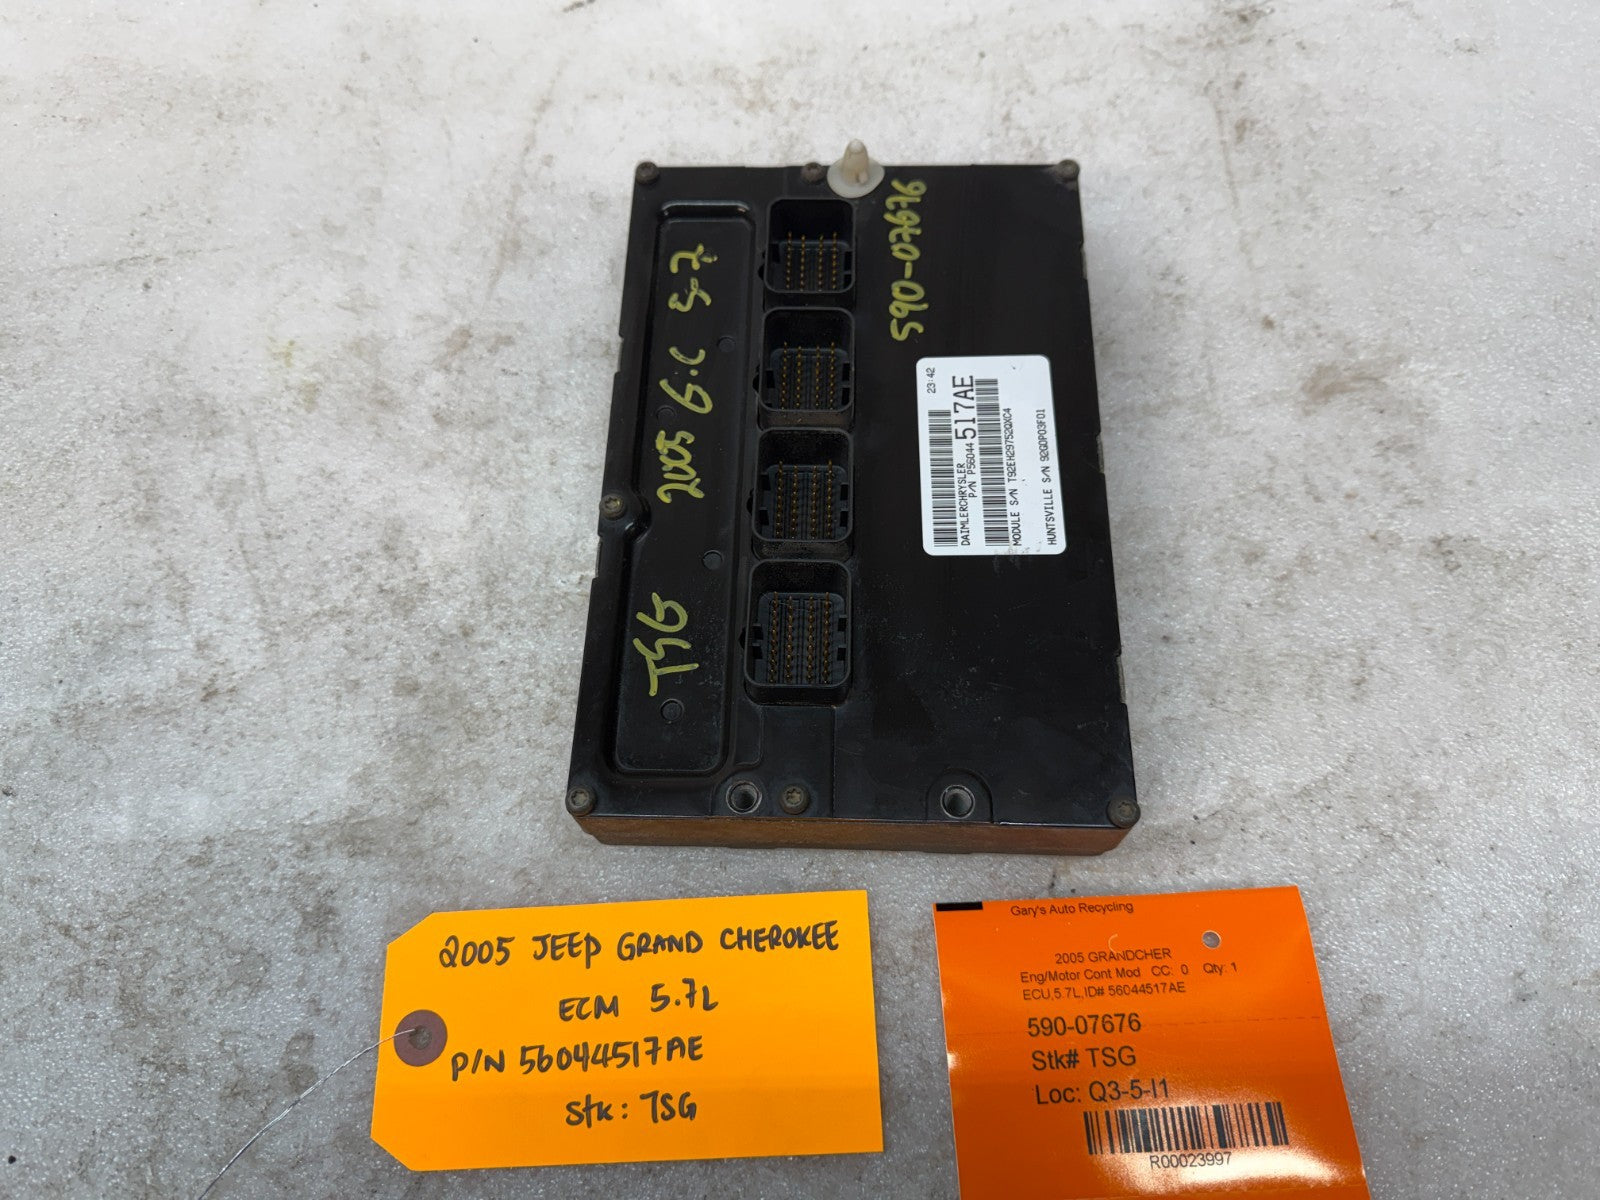 590-07676
2005 G.C 5.7
TSG
23:42
DAIMLERCHRYSLER
P/N P56044517AE
MODULE S/N T92EH29752QXC4
HUNTSVILLE S/N 92G0P03F01
2005 JEEP GRAND CHEROKEE
ECM 5.7L
P/N 56044517AE
Stk: TSG
Gary's Auto Recycling
2005 GRANDCHER
Eng/Motor Cont Mod CC: 0 Qty: 1
ECU,5.7L,ID# 56044517AE
590-07676
Stk# TSG
Loc: Q3-5-I1
R00023997